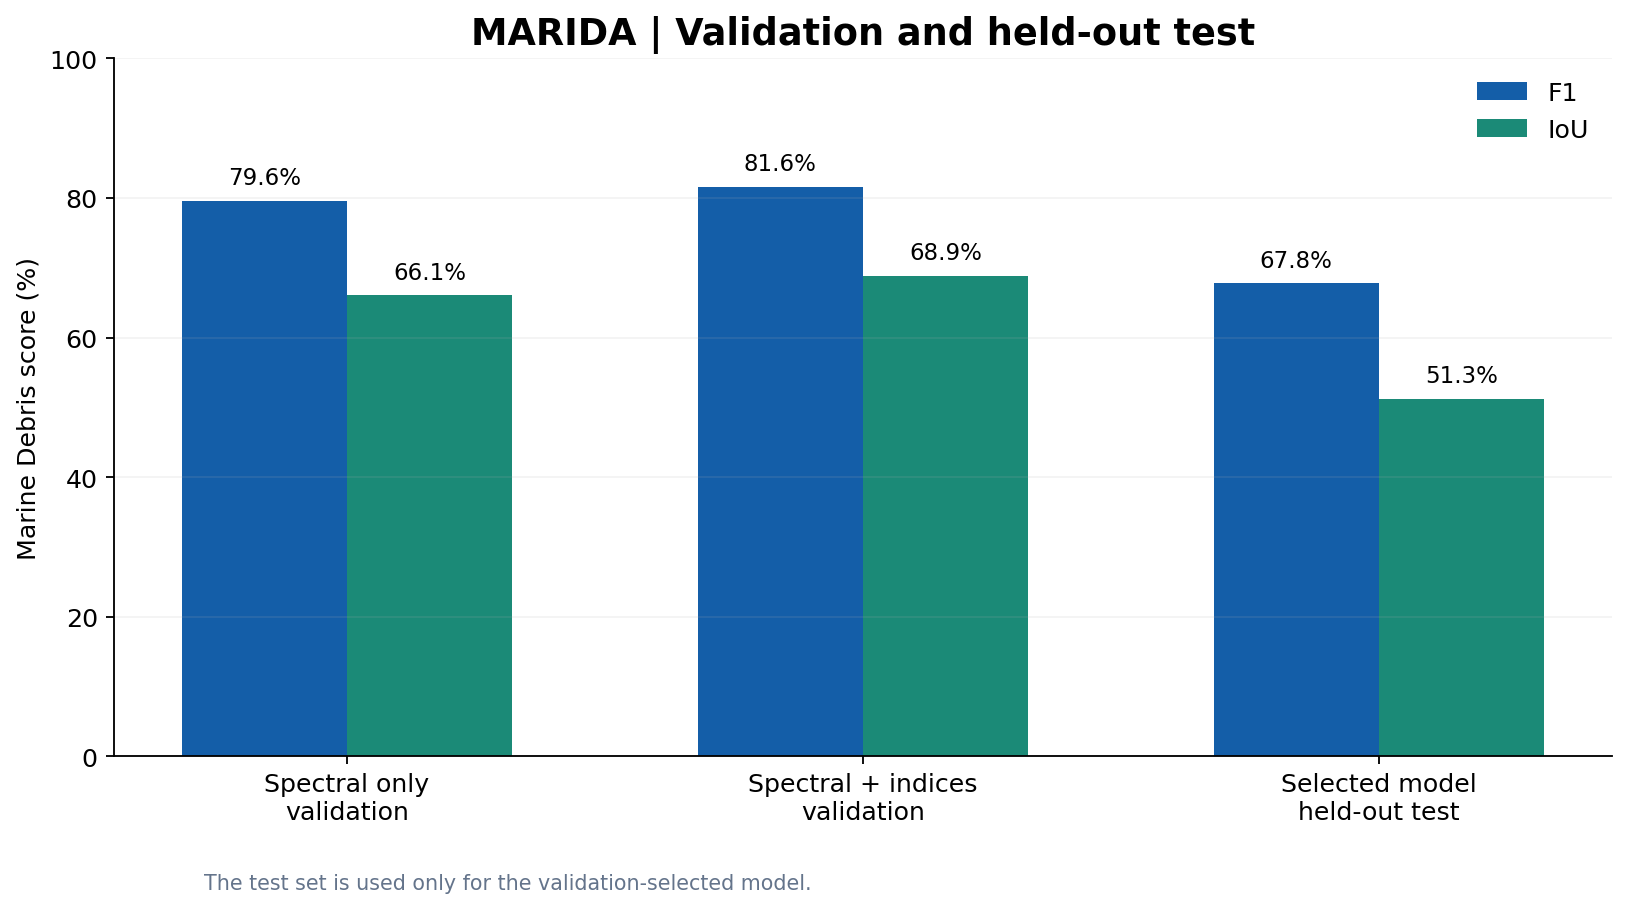 MARIDA | Validation and held-out test
Marine Debris score (%)
100
80
60
40
20
0
F1
IoU
79.6%
66.1%
81.6%
68.9%
67.8%
51.3%
Spectral only
validation
Spectral + indices
validation
Selected model
held-out test
The test set is used only for the validation-selected model.